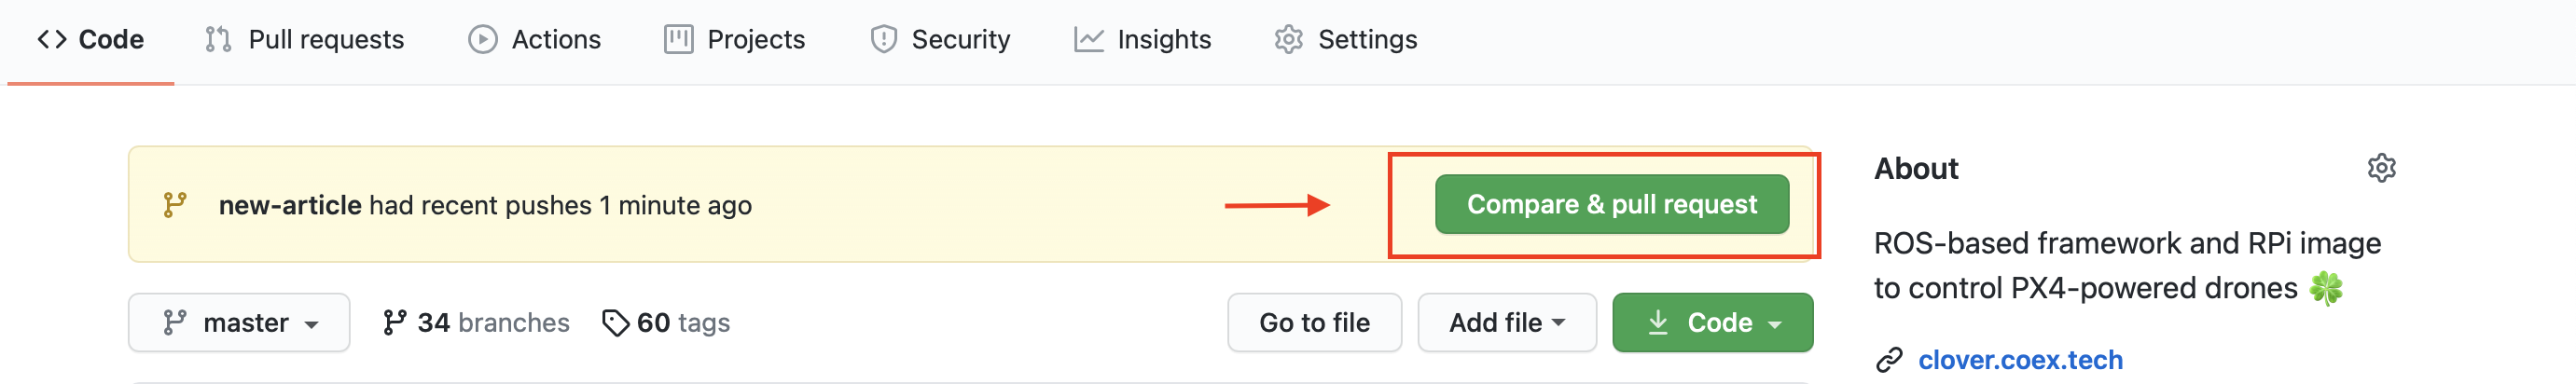 Code Pull requests Actions Projects Security Insights Settings
new-article had recent pushes 1 minute ago Compare & pull request
master 34 branches 60 tags Go to file Add file Code
About
ROS-based framework and RPi image
to control PX4-powered drones 🍀
clover.coex.tech